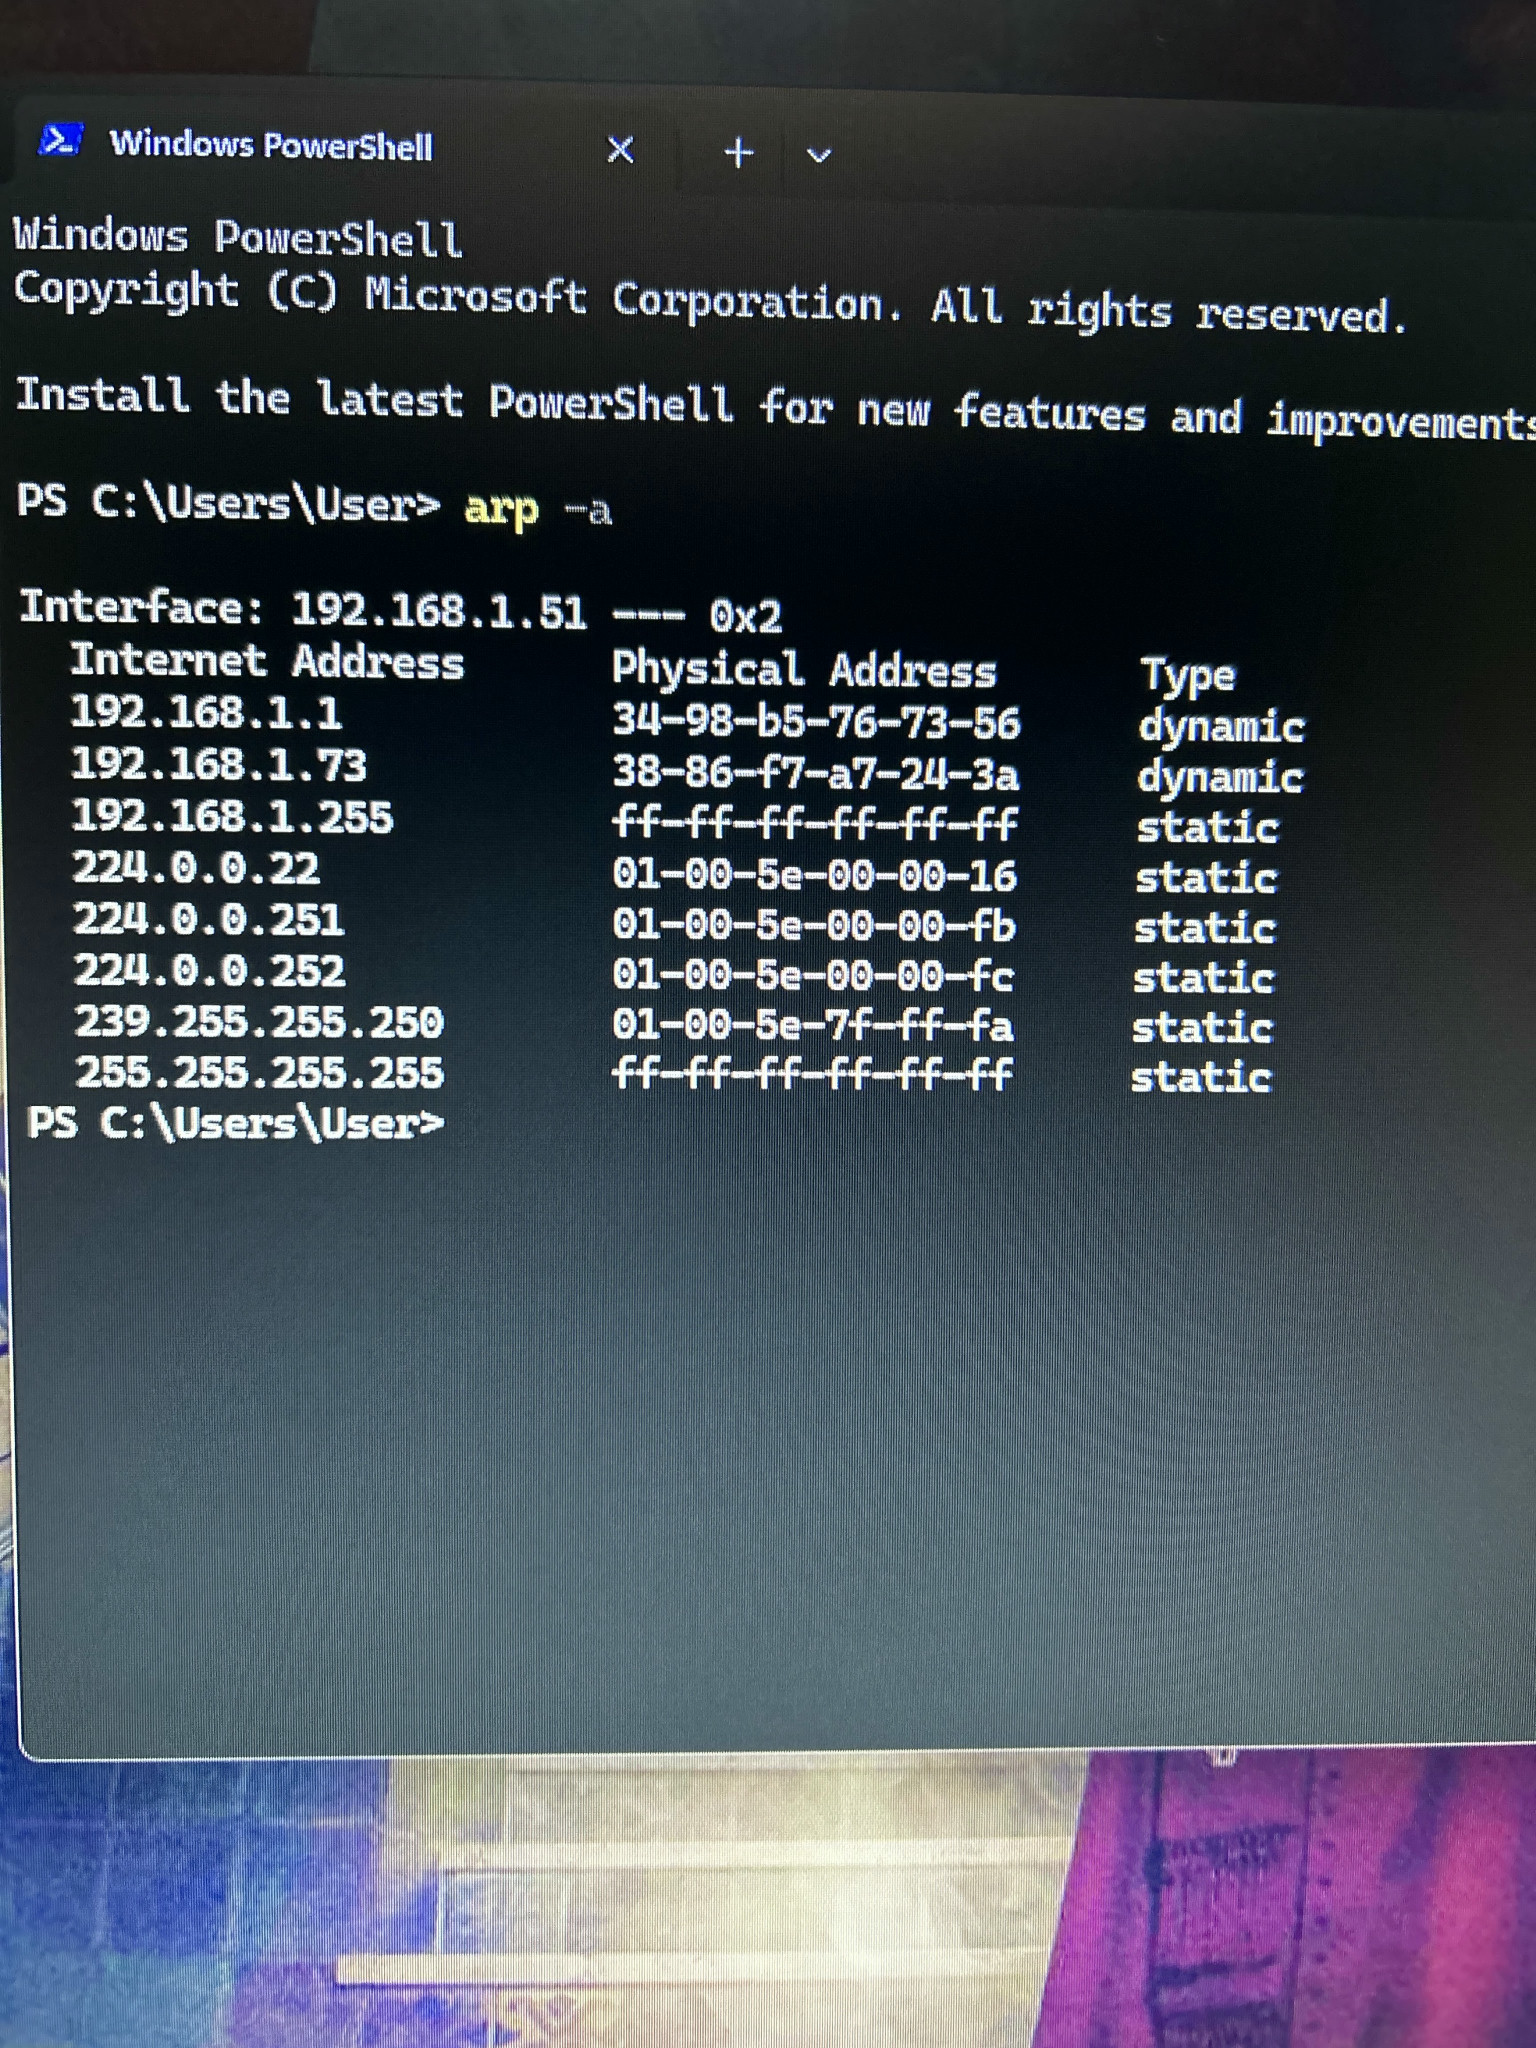 Windows PowerShell
Windows PowerShell
Copyright (C) Microsoft Corporation. All rights reserved.
Install the latest PowerShell for new features and improvements
PS C:\Users\User> arp -a
Interface: 192.168.1.51 --- 0x2
Internet Address Physical Address Type
192.168.1.1 34-98-b5-76-73-56 dynamic
192.168.1.73 38-86-f7-a7-24-3a dynamic
192.168.1.255 ff-ff-ff-ff-ff-ff static
224.0.0.22 01-00-5e-00-00-16 static
224.0.0.251 01-00-5e-00-00-fb static
224.0.0.252 01-00-5e-00-00-fc static
239.255.255.250 01-00-5e-7f-ff-fa static
255.255.255.255 ff-ff-ff-ff-ff-ff static
PS C:\Users\User>